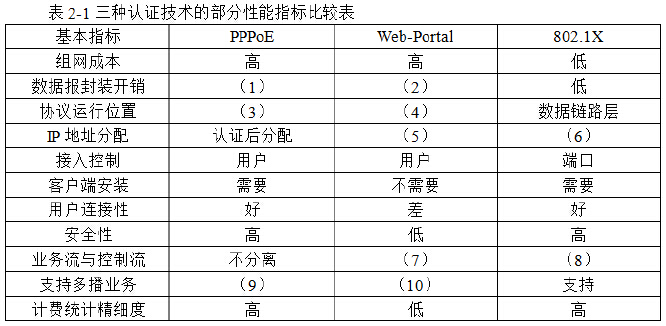 表 2-1 三种认证技术的部分性能指标比较表
基本指标 PPPoE Web-Portal 802.1X
组网成本 高 高 低
数据报封装开销 （1） （2） 低
协议运行位置 （3） （4） 数据链路层
IP 地址分配 认证后分配 （5） （6）
接入控制 用户 用户 端口
客户端安装 需要 不需要 需要
用户连接性 好 差 好
安全性 高 低 高
业务流与控制流 不分离 （7） （8）
支持多播业务 （9） （10） 支持
计费统计精细度 高 低 高